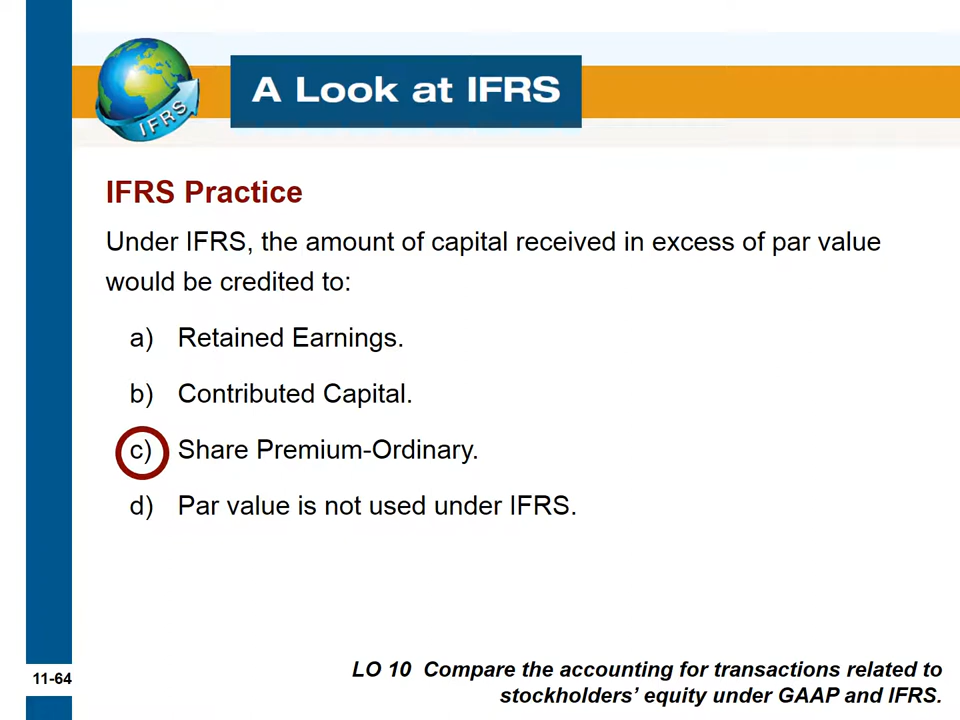 IFRS
A Look at IFRS
IFRS Practice
Under IFRS, the amount of capital received in excess of par value
would be credited to:
a) Retained Earnings.
b) Contributed Capital.
c) Share Premium-Ordinary.
d) Par value is not used under IFRS.
11-64
LO 10 Compare the accounting for transactions related to
stockholders’ equity under GAAP and IFRS.